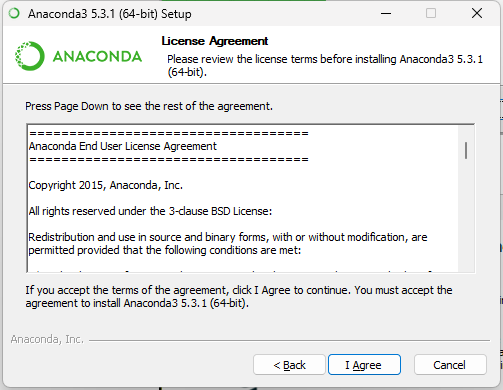 Anaconda3 5.3.1 (64-bit) Setup
ANACONDA
License Agreement
Please review the license terms before installing Anaconda3 5.3.1
(64-bit).
Press Page Down to see the rest of the agreement.
===================================
Anaconda End User License Agreement
===================================
Copyright 2015, Anaconda, Inc.
All rights reserved under the 3-clause BSD License:
Redistribution and use in source and binary forms, with or without modification, are
permitted provided that the following conditions are met:
If you accept the terms of the agreement, click I Agree to continue. You must accept the
agreement to install Anaconda3 5.3.1 (64-bit).
Anaconda, Inc.
< Back
I Agree
Cancel